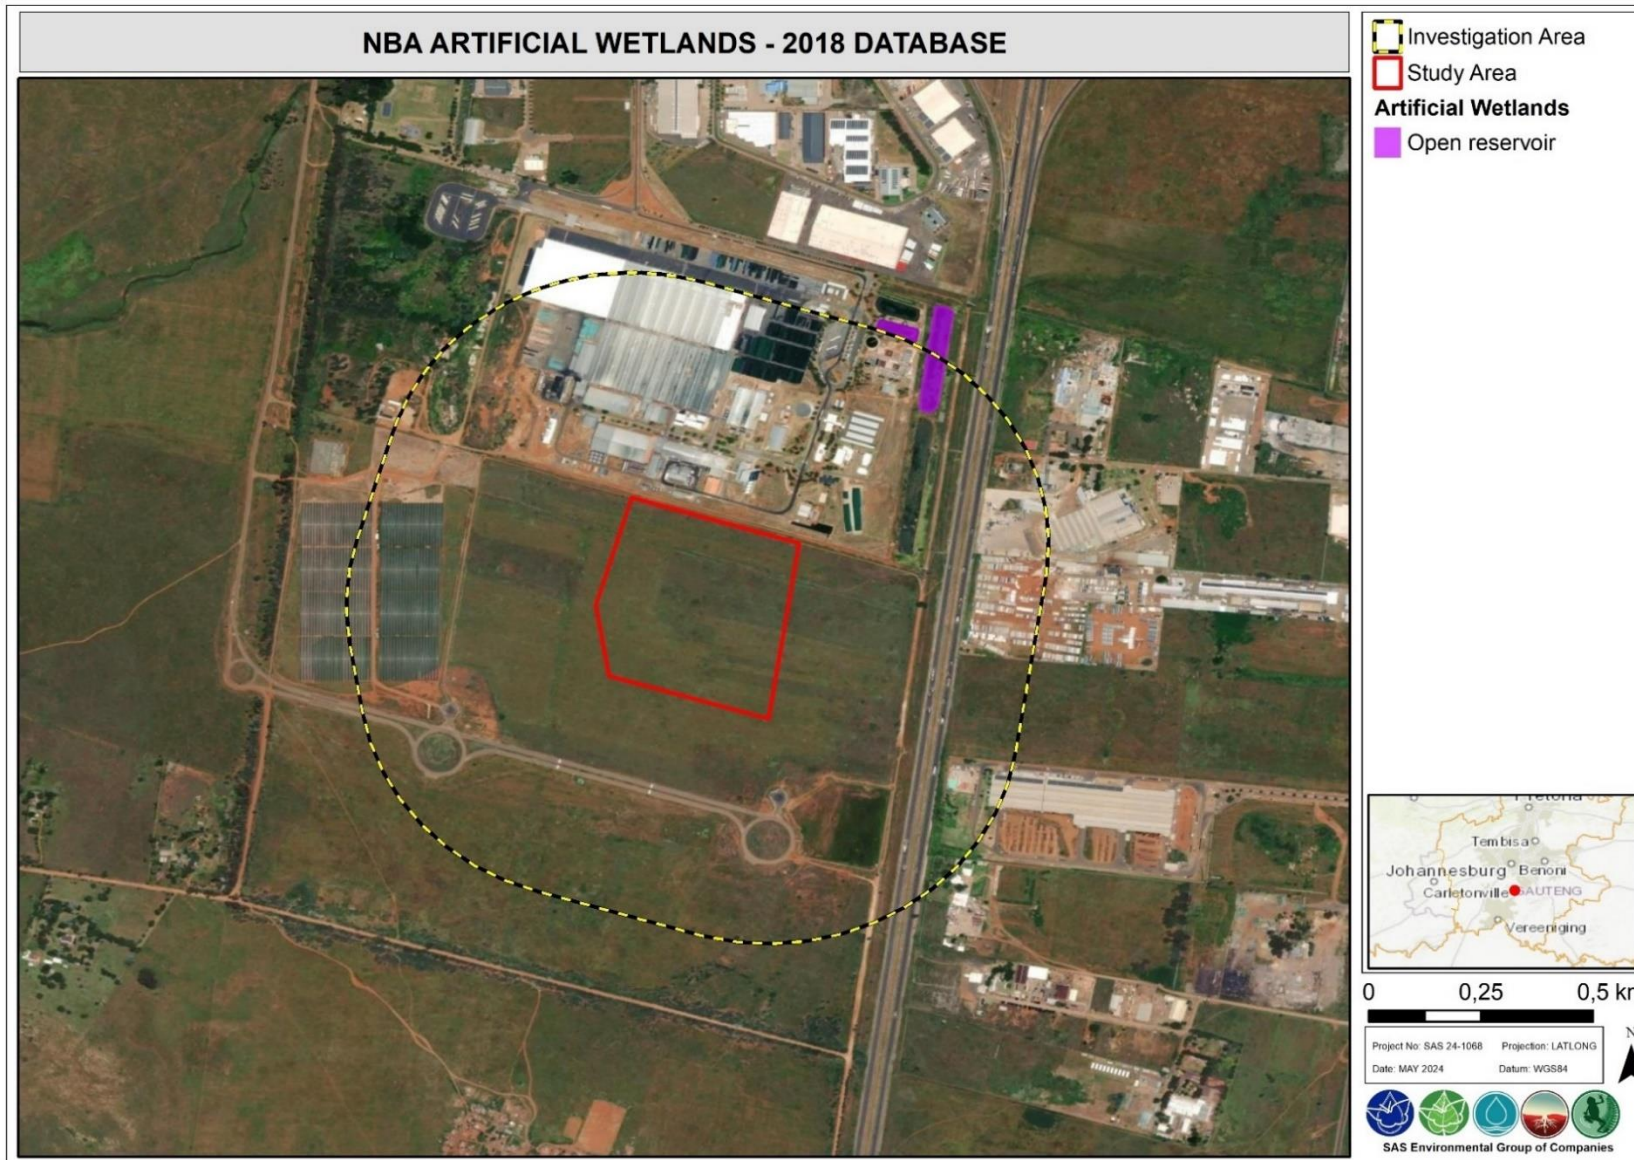 NBA ARTIFICIAL WETLANDS - 2018 DATABASE
Investigation Area
Study Area
Artificial Wetlands
Open reservoir
Tembisa
Johannesburg
Benoni
Carletonville
GAUTENG
Vereeniging
0 0,25 0,5 km
N
Project No: SAS 24-1068 Projection: LATLONG
Date: MAY 2024 Datum: WGS84
SAS Environmental Group of Companies